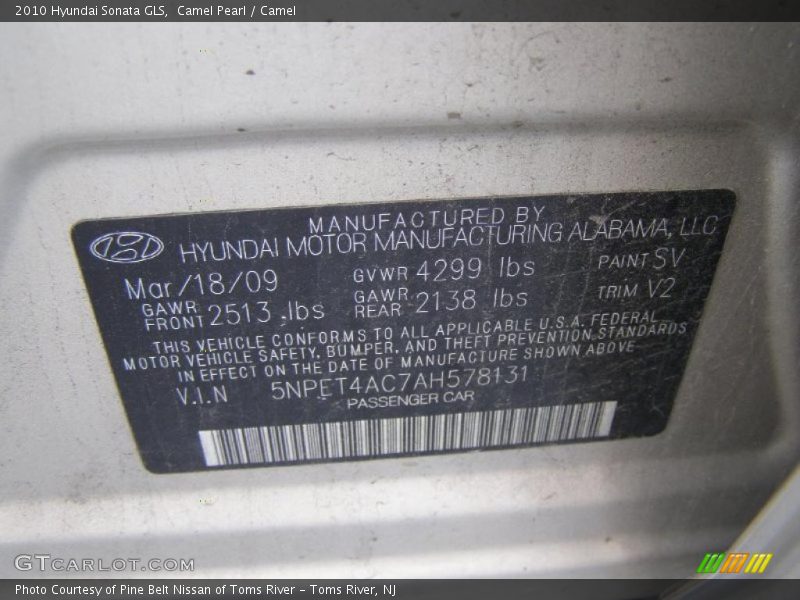 2010 Hyundai Sonata GLS, Camel Pearl / Camel
MANUFACTURED BY
HYUNDAI MOTOR MANUFACTURING ALABAMA, LLC
Mar/18/09 GVWR 4299 lbs PAINT SV
GAWR FRONT 2513 lbs GAWR REAR 2138 lbs TRIM V2
THIS VEHICLE CONFORMS TO ALL APPLICABLE U.S.A. FEDERAL
MOTOR VEHICLE SAFETY, BUMPER, AND THEFT PREVENTION STANDARDS
IN EFFECT ON THE DATE OF MANUFACTURE SHOWN ABOVE
V.I.N 5NPET4AC7AH578131
PASSENGER CAR
GTCARLOT.COM
Photo Courtesy of Pine Belt Nissan of Toms River – Toms River, NJ